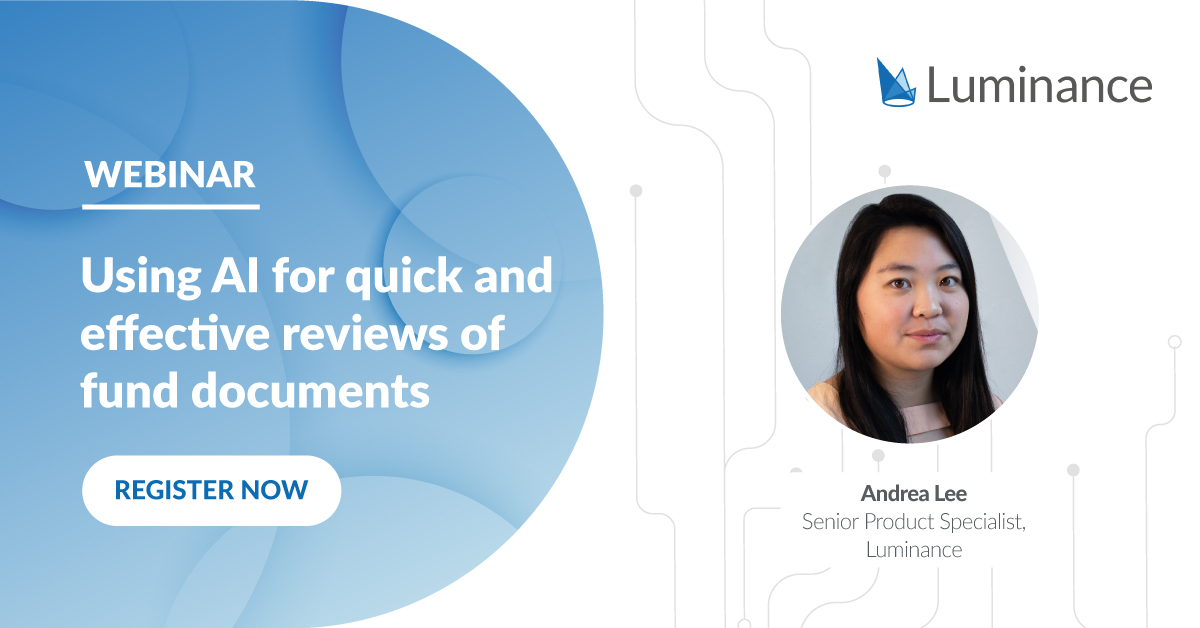 WEBINAR
Using AI for quick and
effective reviews of
fund documents
REGISTER NOW
Luminance
Andrea Lee
Senior Product Specialist,
Luminance